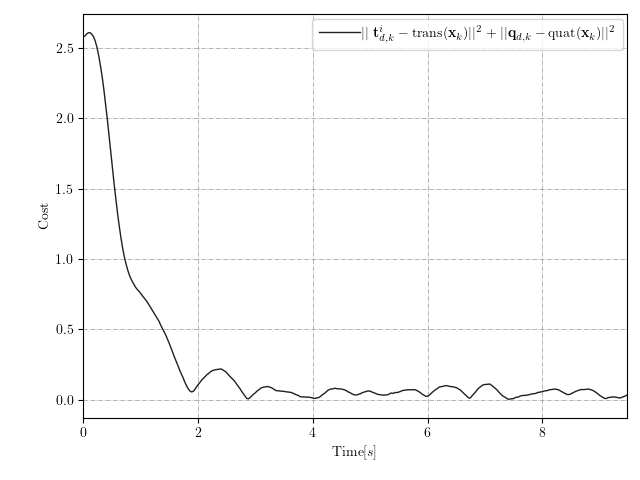 || t^i_{d,k} − trans(x_k)||^2 + ||q_{d,k} − quat(x_k)||^2
2.5
2.0
1.5
1.0
0.5
0.0
Cost
0 2 4 6 8
Time[s]